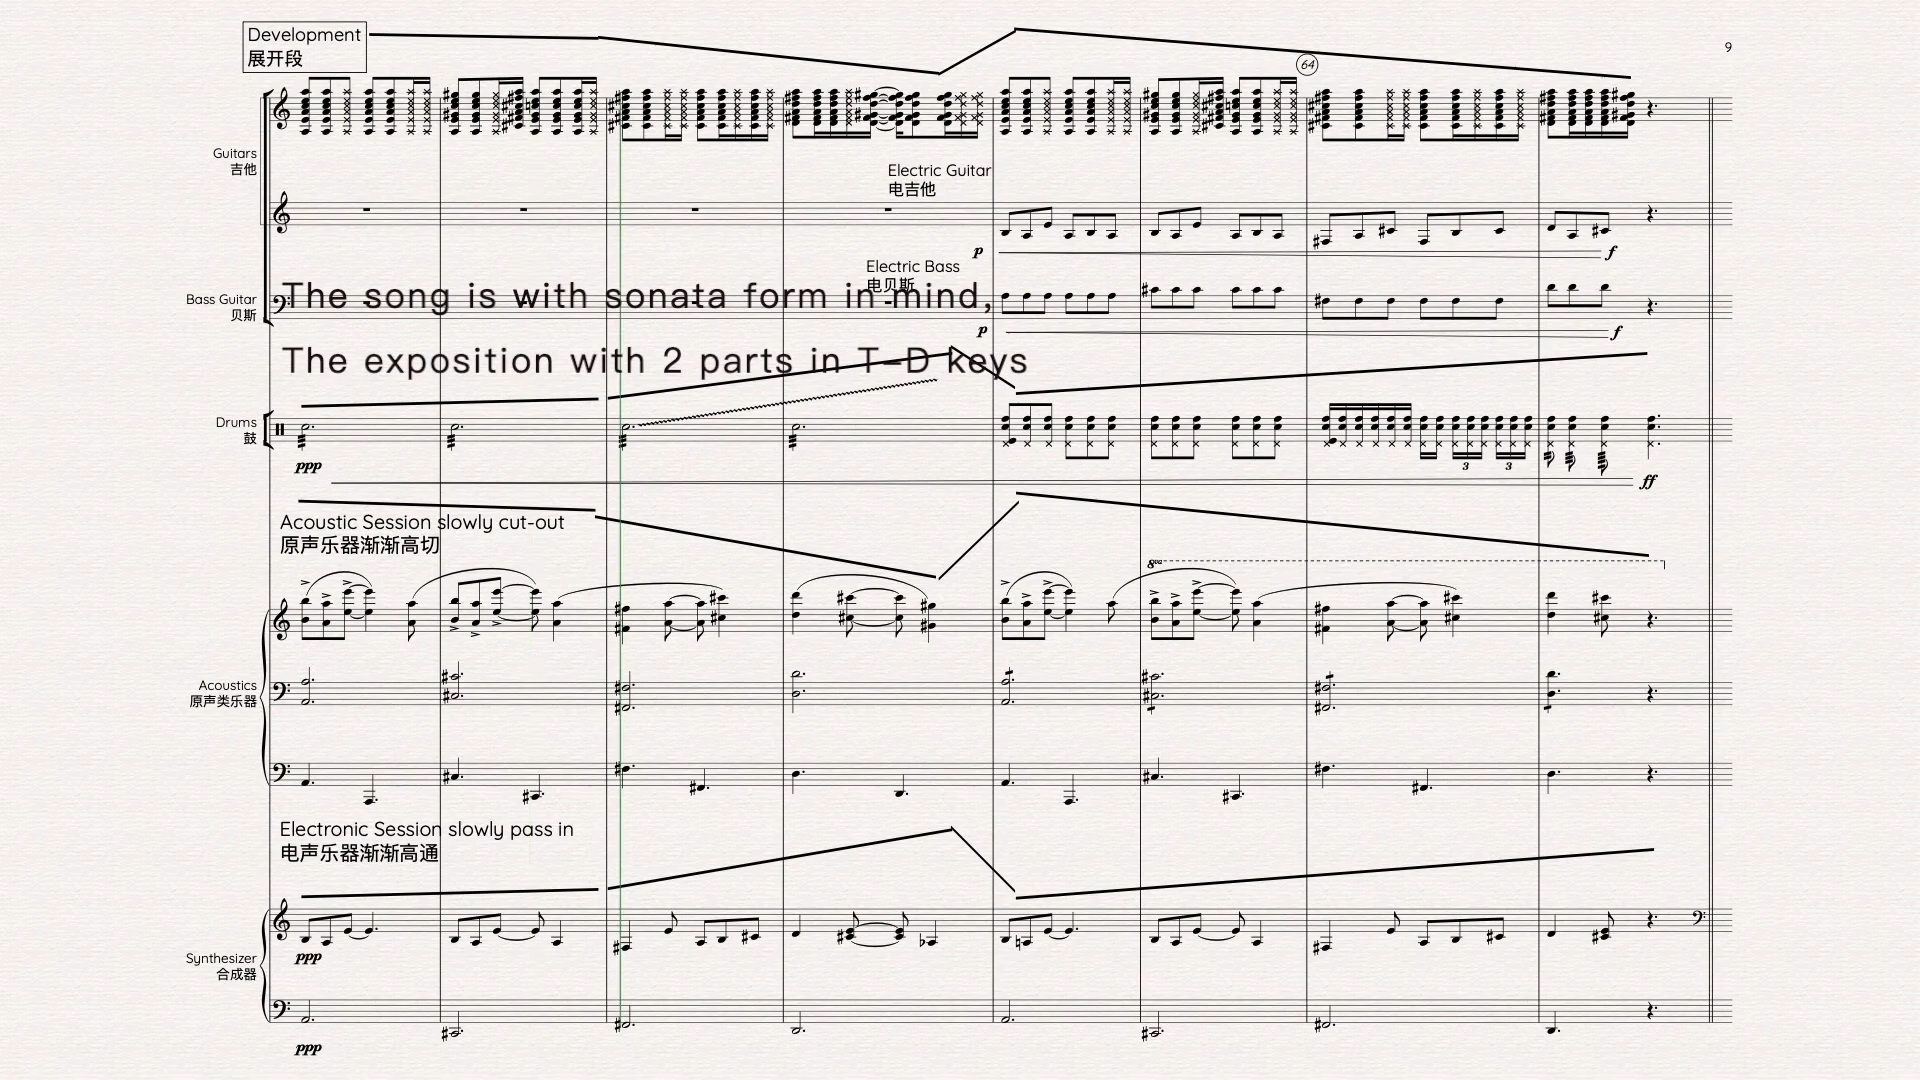 Development
展开段
9
64
Guitars
吉他
Electric Guitar
电吉他
p
f
Electric Bass
电贝斯
Bass Guitar
贝斯
The song is with sonata form in mind,
p
f
The exposition with 2 parts in T-D keys
Drums
鼓
3
3
ppp
ff
Acoustic Session slowly cut-out
原声乐器渐渐高切
8va
Acoustics
原声类乐器
Electronic Session slowly pass in
电声乐器渐渐高通
ppp
Synthesizer
合成器
ppp